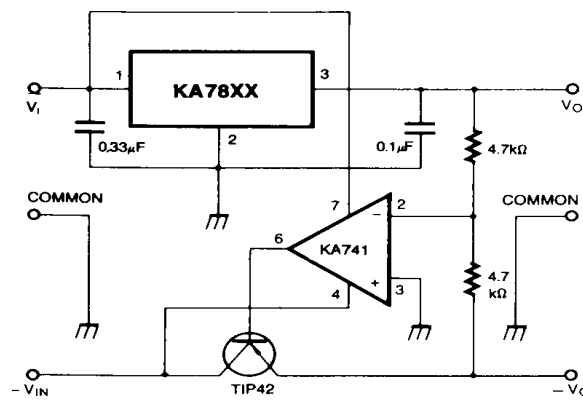 1
KA78XX
3
V_I
V_O
2
0.33μF
0.1μF
4.7kΩ
COMMON
COMMON
7
2
−
6
KA741
+
3
4
4.7
kΩ
− V_IN
TIP42